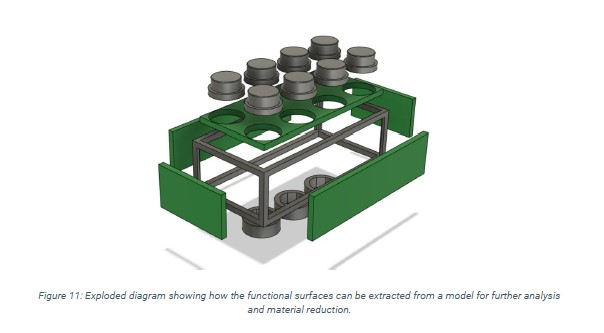 Figure 11: Exploded diagram showing how the functional surfaces can be extracted from a model for further analysis
and material reduction.